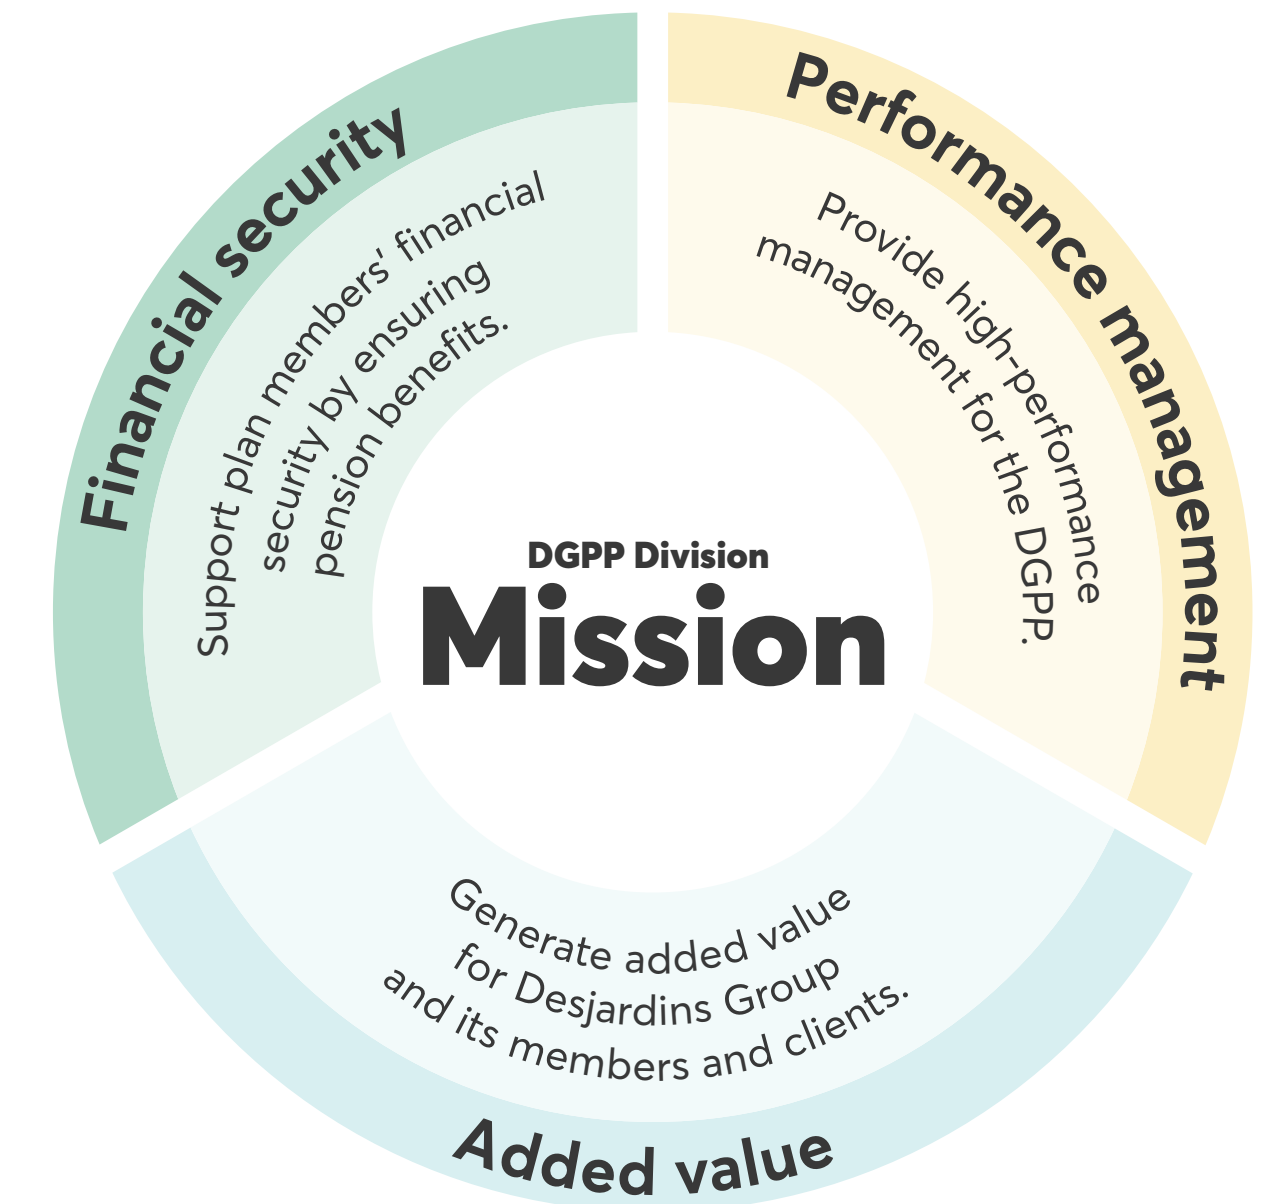 DGPP Division
Mission
Financial security
Support plan members' financial
security by ensuring
pension benefits.
Performance management
Provide high-performance
management for the DGPP.
Generate added value
for Desjardins Group
and its members and clients.
Added value